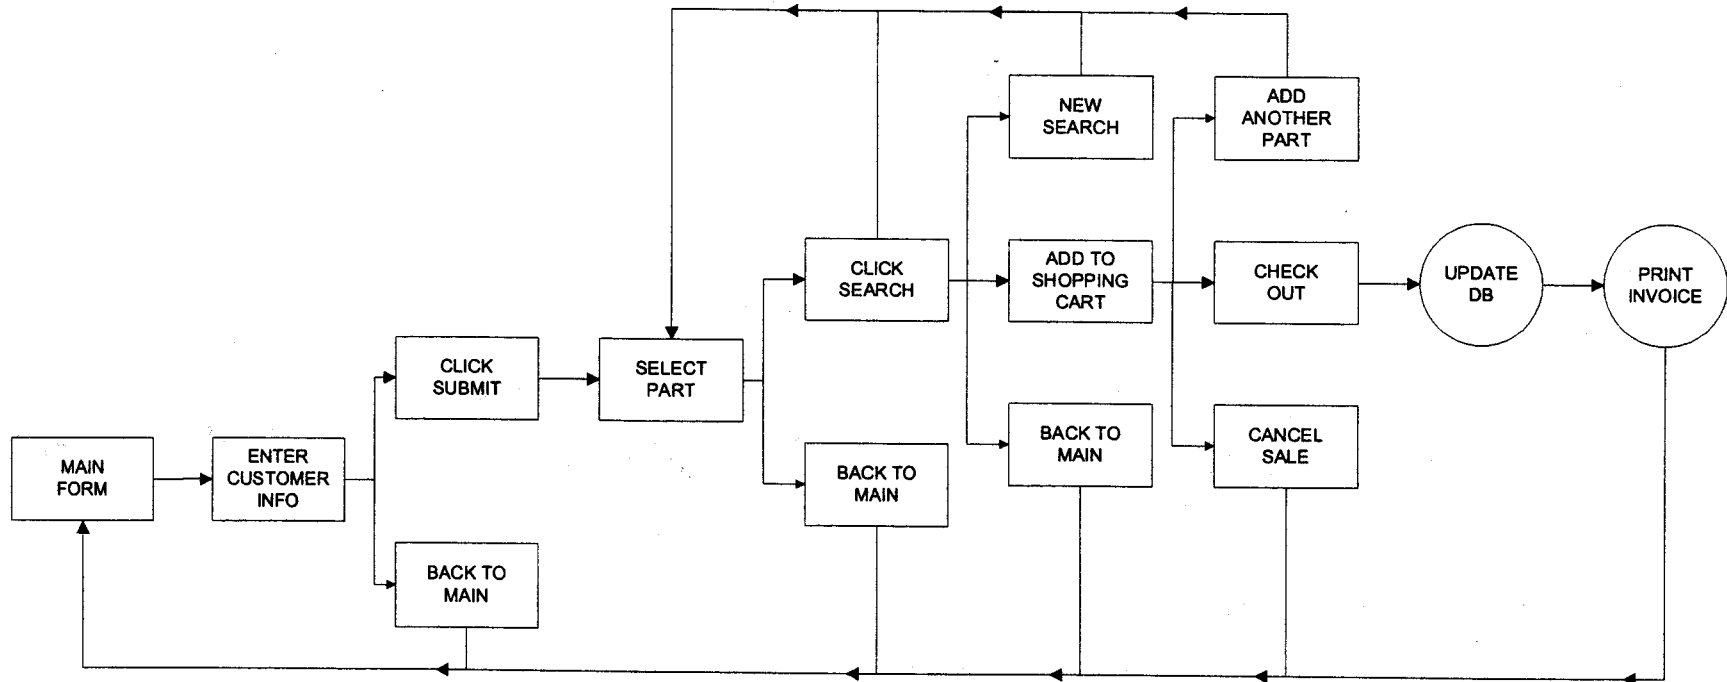 NEW
SEARCH
ADD
ANOTHER
PART
CLICK
SEARCH
ADD TO
SHOPPING
CART
CHECK
OUT
UPDATE
DB
PRINT
INVOICE
CLICK
SUBMIT
SELECT
PART
MAIN
FORM
ENTER
CUSTOMER
INFO
BACK TO
MAIN
BACK TO
MAIN
CANCEL
SALE
BACK TO
MAIN